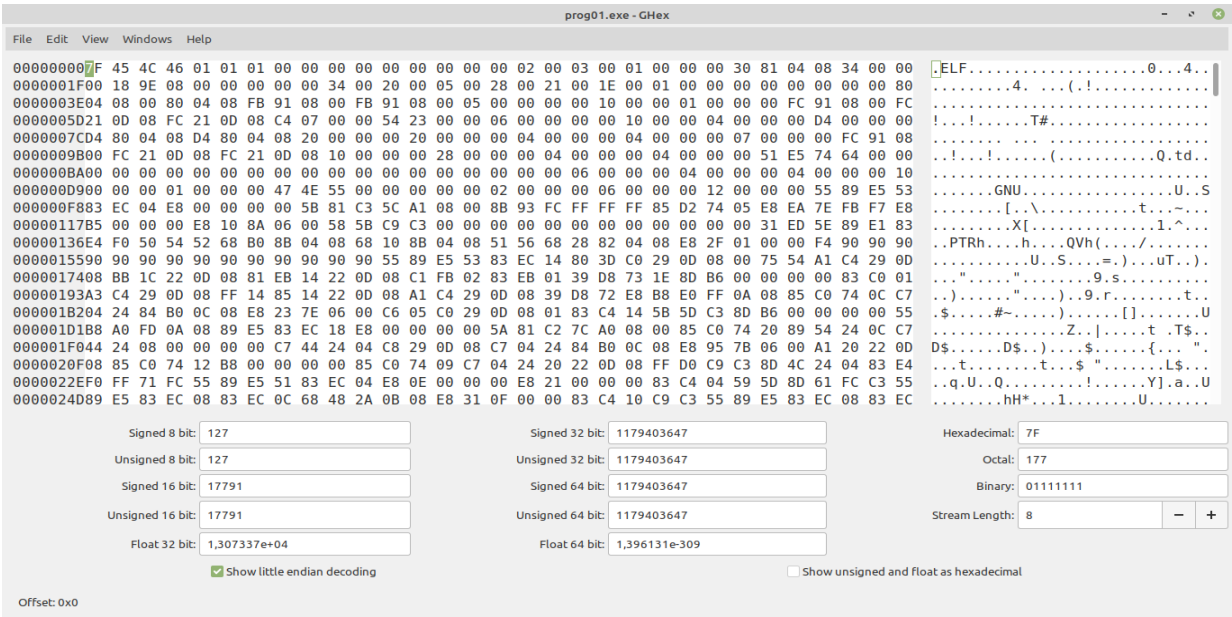 prog01.exe - GHex
File Edit View Windows Help
000000007F 45 4C 46 01 01 01 00 00 00 00 00 00 00 00 00 02 00 03 00 01 00 00 00 30 81 04 08 34 00 00 .ELF....................0...4..
0000001F00 18 9E 08 00 00 00 00 00 34 00 20 00 05 00 28 00 21 00 1E 00 01 00 00 00 00 00 00 00 00 80 .........4. ...(.!.............
0000003E04 08 00 80 04 08 FB 91 08 00 FB 91 08 00 05 00 00 00 00 10 00 00 01 00 00 00 FC 91 08 00 FC ...............................
0000005D21 0D 08 FC 21 0D 08 C4 07 00 00 54 23 00 00 06 00 00 00 00 10 00 00 04 00 00 00 D4 00 00 00 !...!......T#..................
0000007CD4 80 04 08 D4 80 04 08 20 00 00 00 20 00 00 00 04 00 00 00 04 00 00 00 07 00 00 00 FC 91 08 ........ ... ..................
0000009B00 FC 21 0D 08 FC 21 0D 08 10 00 00 00 28 00 00 00 04 00 00 00 04 00 00 00 51 E5 74 64 00 00 ..!...!......(...........Q.td..
000000BA00 00 00 00 00 00 00 00 00 00 00 00 00 00 00 00 00 00 06 00 00 00 04 00 00 00 04 00 00 00 10 ...............................
000000D900 00 00 01 00 00 00 47 4E 55 00 00 00 00 00 02 00 00 00 06 00 00 00 12 00 00 00 55 89 E5 53 .......GNU.................U..S
000000F883 EC 04 E8 00 00 00 00 5B 81 C3 5C A1 08 00 8B 93 FC FF FF FF 85 D2 74 05 E8 EA 7E FB F7 E8 ........[..\...........t...~...
00000117B5 00 00 00 E8 10 8A 06 00 58 5B C9 C3 00 00 00 00 00 00 00 00 00 00 00 00 31 ED 5E 89 E1 83 .........X[..............1.^...
00000136E4 F0 50 54 52 68 B0 8B 04 08 68 10 8B 04 08 51 56 68 28 82 04 08 E8 2F 01 00 00 F4 90 90 90 ..PTRh....h....QVh(..../.......
0000015590 90 90 90 90 90 90 90 90 90 55 89 E5 53 83 EC 14 80 3D C0 29 0D 08 00 75 54 A1 C4 29 0D ..........U..S....=.)...uT..).
0000017408 BB 1C 22 0D 08 81 EB 14 22 0D 08 C1 FB 02 83 EB 01 39 D8 73 1E 8D B6 00 00 00 00 83 C0 01 ..."....."........9.s..........
00000193A3 C4 29 0D 08 FF 14 85 14 22 0D 08 A1 C4 29 0D 08 39 D8 72 E8 B8 E0 FF 0A 08 85 C0 74 0C C7 ..)......"....)..9.r.........t..
000001B204 24 84 B0 0C 08 E8 23 7E 06 00 C6 05 C0 29 0D 08 01 83 C4 14 5B 5D C3 8D B6 00 00 00 00 55 .$.....#~.....).....[]........U
000001D1B8 A0 FD 0A 08 89 E5 83 EC 18 E8 00 00 00 00 5A 81 C2 7C A0 08 00 85 C0 74 20 89 54 24 0C C7 ..............Z..|.....t .T$..
000001F044 24 08 00 00 00 00 C7 44 24 04 C8 29 0D 08 C7 04 24 84 B0 0C 08 E8 95 7B 06 00 A1 20 22 0D D$.....D$..)....$......{... ".
0000020F08 85 C0 74 12 B8 00 00 00 00 85 C0 74 09 C7 04 24 20 22 0D 08 FF D0 C9 C3 8D 4C 24 04 83 E4 ...t........t...$ ".......L$...
0000022EF0 FF 71 FC 55 89 E5 51 83 EC 04 E8 0E 00 00 00 E8 21 00 00 00 83 C4 04 59 5D 8D 61 FC C3 55 ..q.U..Q........!......Y].a..U
0000024D89 E5 83 EC 08 83 EC 0C 68 48 2A 0B 08 E8 31 0F 00 00 83 C4 10 C9 C3 55 89 E5 83 EC 08 83 EC ........hH*...1........U.......
Signed 8 bit: 127 Signed 32 bit: 1179403647 Hexadecimal: 7F
Unsigned 8 bit: 127 Unsigned 32 bit: 1179403647 Octal: 177
Signed 16 bit: 17791 Signed 64 bit: 1179403647 Binary: 01111111
Unsigned 16 bit: 17791 Unsigned 64 bit: 1179403647 Stream Length: 8 − +
Float 32 bit: 1,307337e+04 Float 64 bit: 1,396131e-309
Show little endian decoding Show unsigned and float as hexadecimal
Offset: 0x0